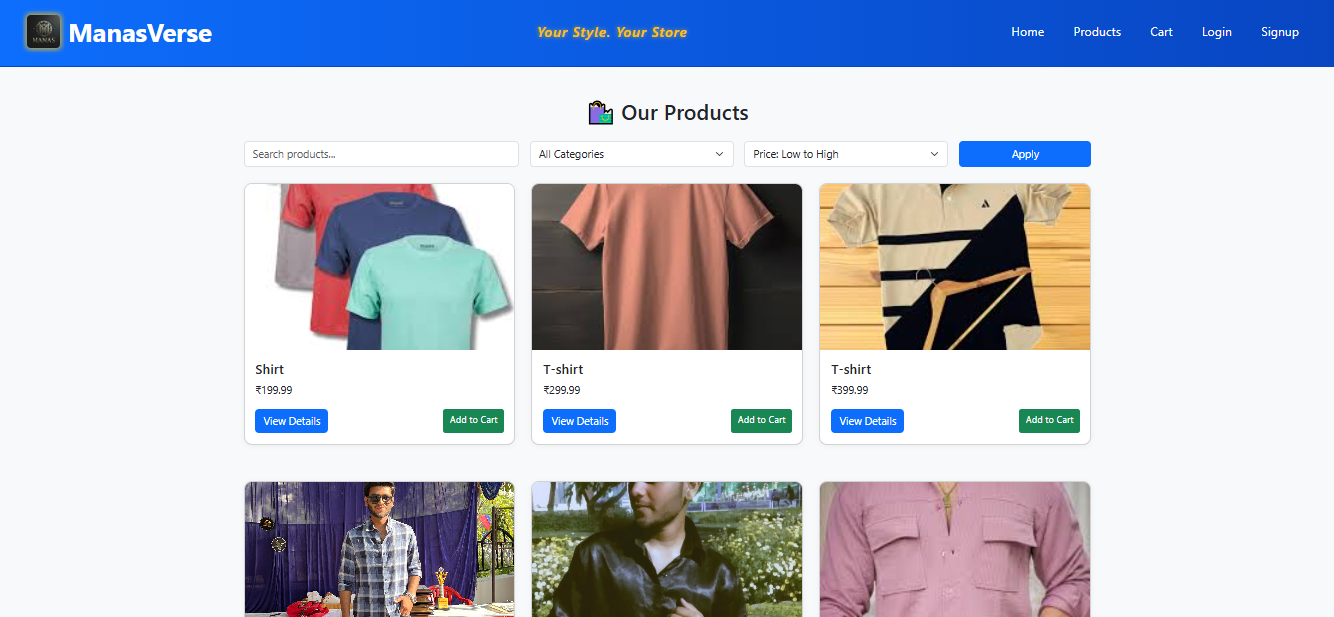 MANAS
ManasVerse
Your Style. Your Store
Home
Products
Cart
Login
Signup
Our Products
Search products...
All Categories
Price: Low to High
Apply
Shirt
₹199.99
View Details
Add to Cart
T-shirt
₹299.99
View Details
Add to Cart
T-shirt
₹399.99
View Details
Add to Cart